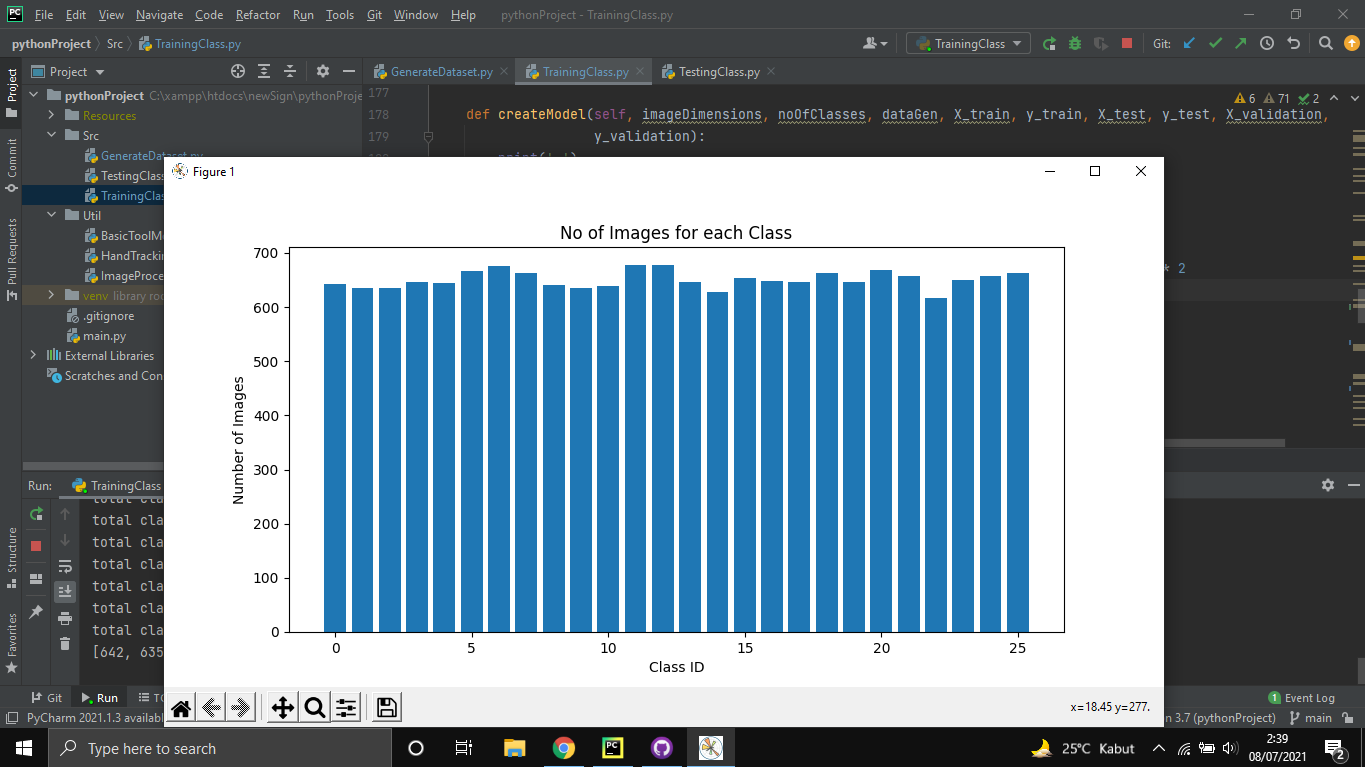 PC File Edit View Navigate Code Refactor Run Tools Git Window Help pythonProject - TrainingClass.py
pythonProject Src TrainingClass.py TrainingClass Git:
Project
Project
GenerateDataset.py TrainingClass.py TestingClass.py
pythonProject C:\xampp\htdocs\newSign\pythonProje
Resources
Src
GenerateDataset.py
TestingClass
TrainingClas
Util
BasicToolM
HandTracki
ImageProce
venv library roo
.gitignore
main.py
External Libraries
Scratches and Con
Commit
Pull Requests
177
6 71 2
178 def createModel(self, imageDimensions, noOfClasses, dataGen, X_train, y_train, X_test, y_test, X_validation,
179 y_validation):
* 2
Figure 1
No of Images for each Class
Number of Images
700
600
500
400
300
200
100
0
0 5 10 15 20 25
Class ID
x=18.45 y=277.
Run: TrainingClass
total cla
total cla
total cla
total cla
total cla
total cla
total cla
[642, 635
Structure
Favorites
Git Run TO
1 Event Log
PyCharm 2021.1.3 availabl
n 3.7 (pythonProject) main
Type here to search
PC
25°C Kabut
2:39
08/07/2021
2